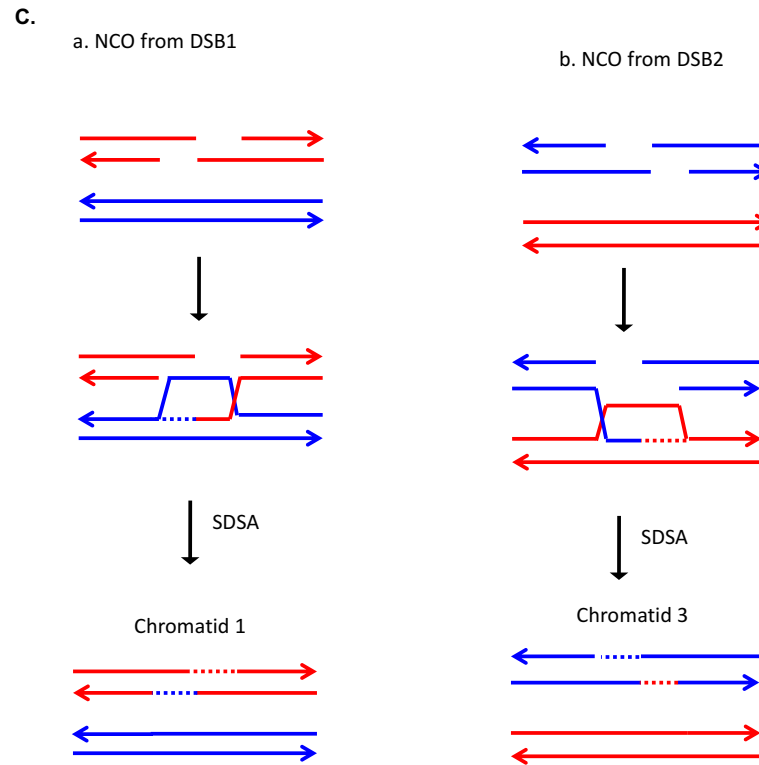 C.
a. NCO from DSB1
b. NCO from DSB2
SDSA
SDSA
Chromatid 1
Chromatid 3